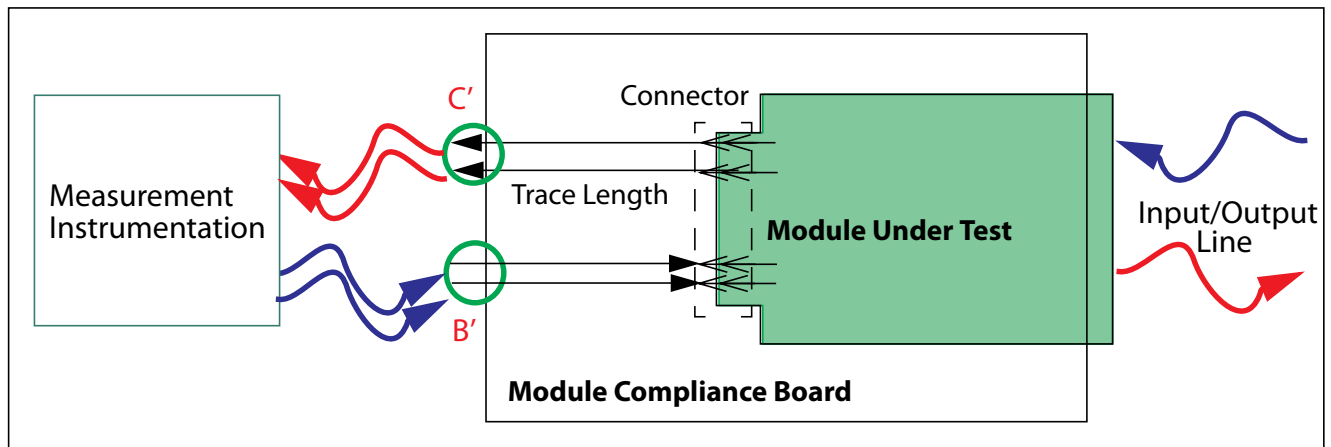 C’
Connector
Measurement
Instrumentation
Trace Length
Module Under Test
Input/Output
Line
B’
Module Compliance Board